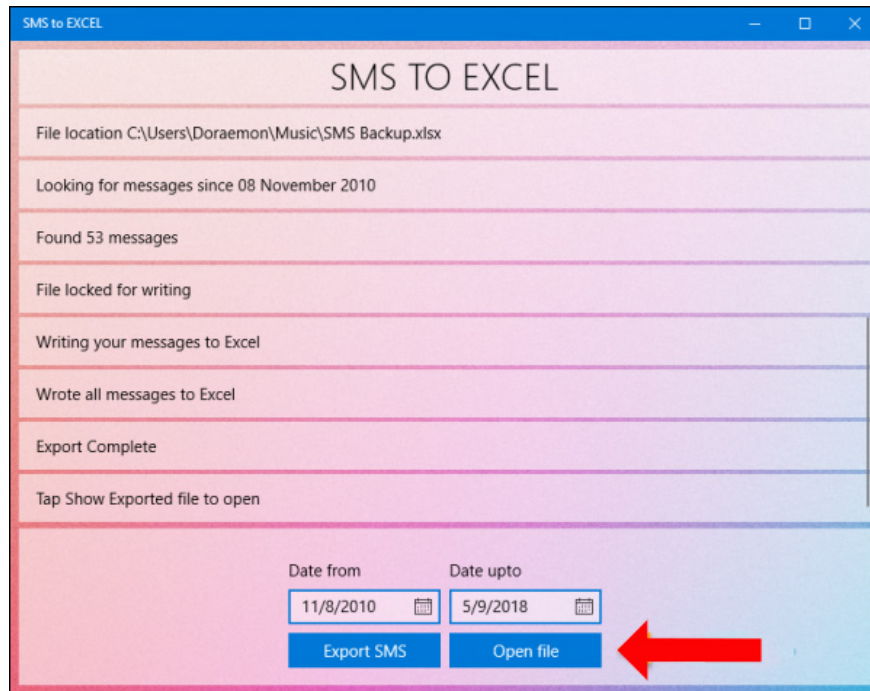 SMS to EXCEL
SMS TO EXCEL
File location C:\Users\Doraemon\Music\SMS Backup.xlsx
Looking for messages since 08 November 2010
Found 53 messages
File locked for writing
Writing your messages to Excel
Wrote all messages to Excel
Export Complete
Tap Show Exported file to open
Date from Date upto
11/8/2010 5/9/2018
Export SMS Open file